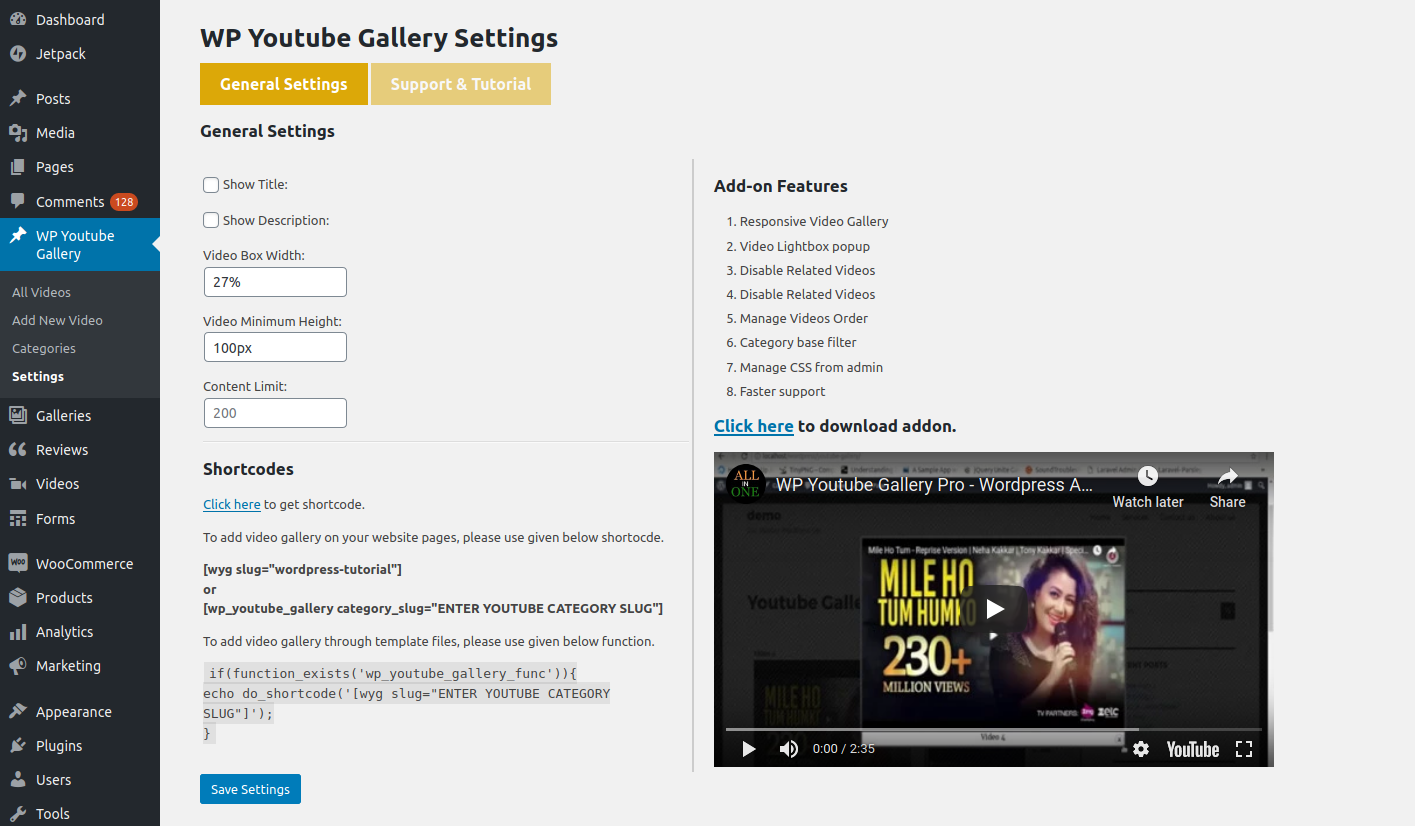 Dashboard
Jetpack
Posts
Media
Pages
Comments 128
WP Youtube
Gallery
All Videos
Add New Video
Categories
Settings
Galleries
Reviews
Videos
Forms
WooCommerce
Products
Analytics
Marketing
Appearance
Plugins
Users
Tools
WP Youtube Gallery Settings
General Settings
Support & Tutorial
General Settings
Show Title:
Show Description:
Video Box Width:
27%
Video Minimum Height:
100px
Content Limit:
200
Shortcodes
Click here to get shortcode.
To add video gallery on your website pages, please use given below shortocde.
[wyg slug="wordpress-tutorial"]
or
[wp_youtube_gallery category_slug="ENTER YOUTUBE CATEGORY SLUG"]
To add video gallery through template files, please use given below function.
if(function_exists('wp_youtube_gallery_func')){
echo do_shortcode('[wyg slug="ENTER YOUTUBE CATEGORY
SLUG"]');
}
Save Settings
Add-on Features
1. Responsive Video Gallery
2. Video Lightbox popup
3. Disable Related Videos
4. Disable Related Videos
5. Manage Videos Order
6. Category base filter
7. Manage CSS from admin
8. Faster support
Click here to download addon.
ALL
IN
ONE
WP Youtube Gallery Pro - Wordpress A...
Watch later
Share
demo
Mile Ho Tum - Reprise Version | Neha Kakkar | Tony Kakkar | Speci...
MILE HO
TUM HUMKO
230+
MILLION VIEWS
TV PARTNERS:
zetc
Youtube Galle
Video 4
0:00 / 2:35
YouTube